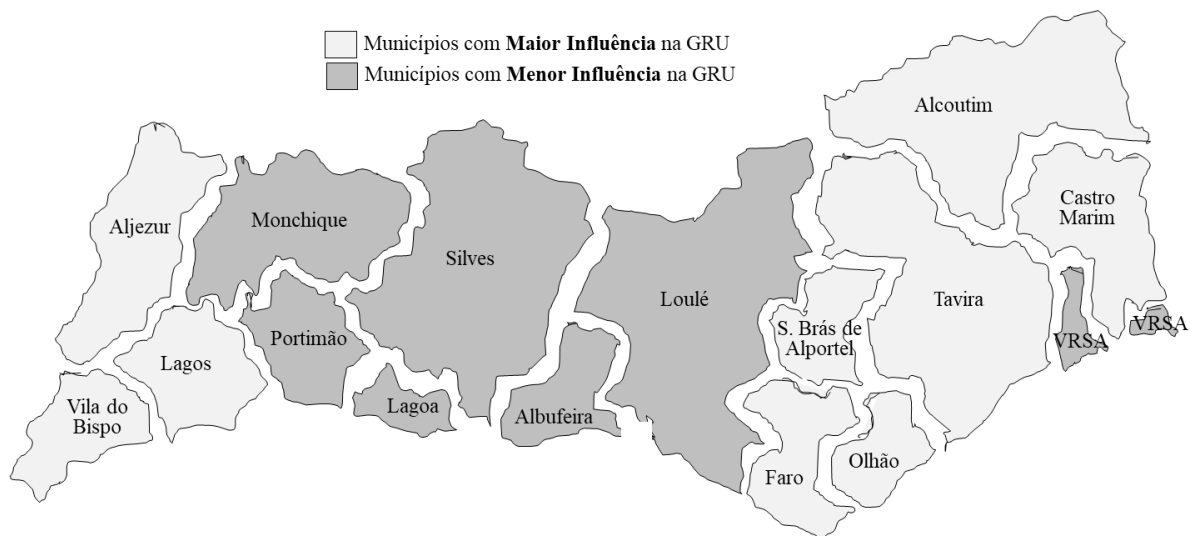 Municípios com Maior Influência na GRU
Municípios com Menor Influência na GRU
Alcoutim
Aljezur
Monchique
Castro
Marim
Silves
Loulé
Tavira
S. Brás de
Alportel
VRSA
VRSA
Portimão
Lagos
Lagoa
Albufeira
Vila do
Bispo
Faro
Olhão